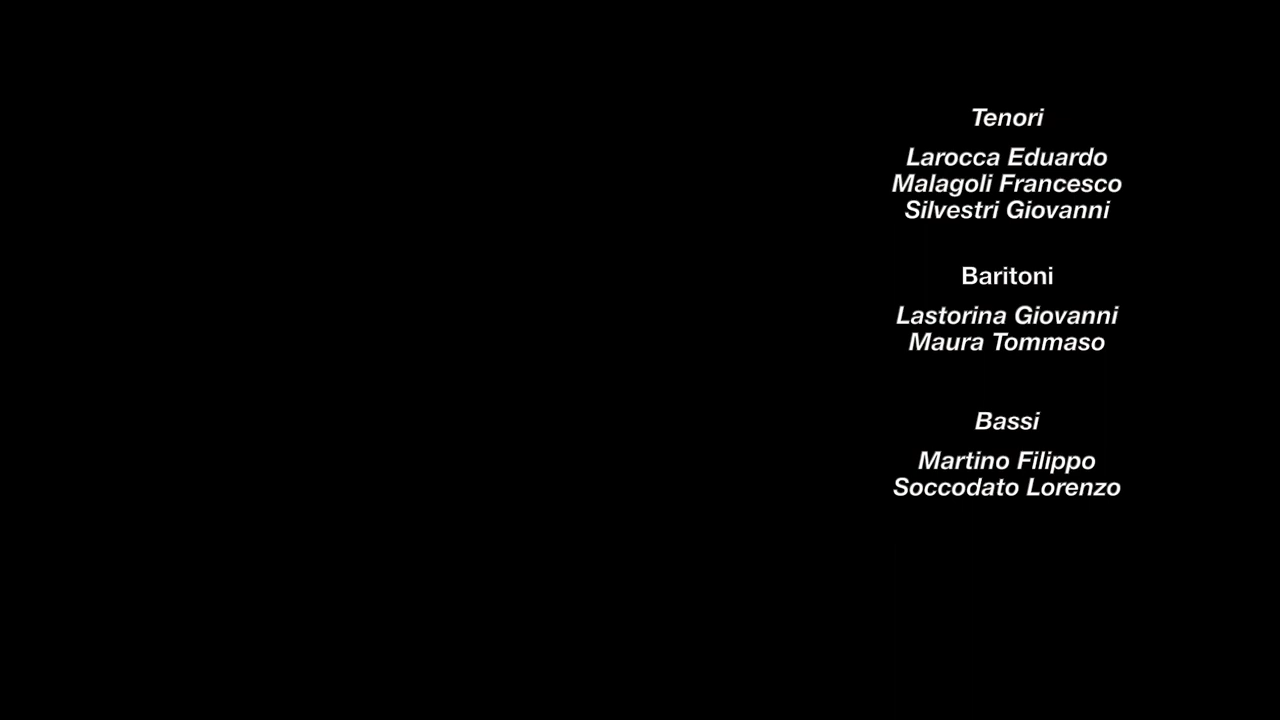 Tenori
Larocca Eduardo
Malagoli Francesco
Silvestri Giovanni
Baritoni
Lastorina Giovanni
Maura Tommaso
Bassi
Martino Filippo
Soccodato Lorenzo